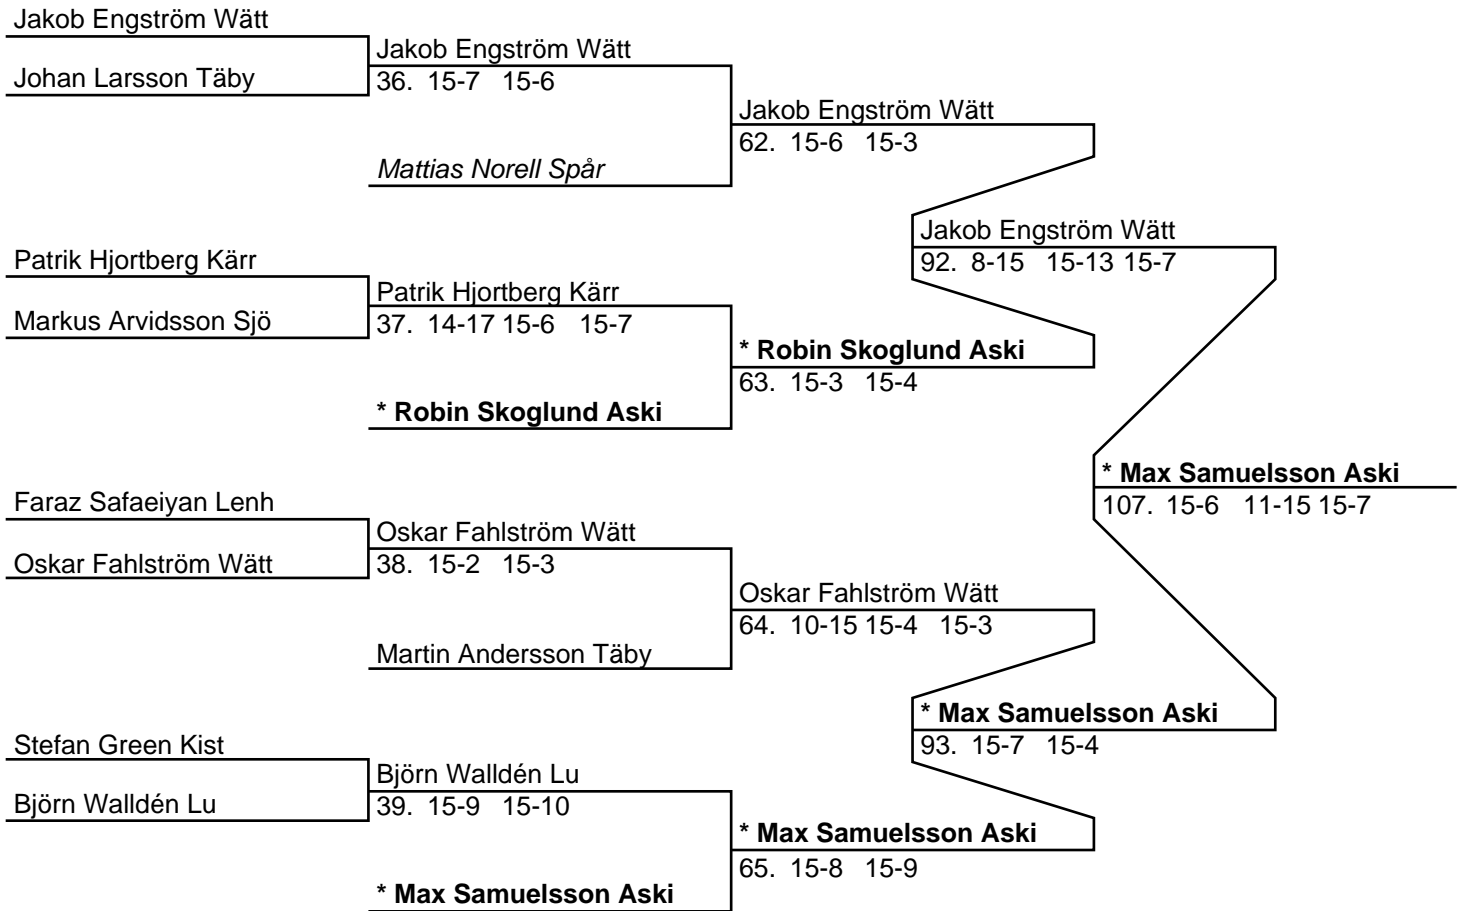 Jakob Engström Wätt
Jakob Engström Wätt
Johan Larsson Täby
36. 15-7 15-6
Jakob Engström Wätt
62. 15-6 15-3
Mattias Norell Spår
Jakob Engström Wätt
Patrik Hjortberg Kärr
92. 8-15 15-13 15-7
Patrik Hjortberg Kärr
Markus Arvidsson Sjö
37. 14-17 15-6 15-7
* Robin Skoglund Aski
63. 15-3 15-4
* Robin Skoglund Aski
* Max Samuelsson Aski
Faraz Safaeiyan Lenh
107. 15-6 11-15 15-7
Oskar Fahlström Wätt
Oskar Fahlström Wätt
38. 15-2 15-3
Oskar Fahlström Wätt
64. 10-15 15-4 15-3
Martin Andersson Täby
* Max Samuelsson Aski
Stefan Green Kist
93. 15-7 15-4
Björn Walldén Lu
Björn Walldén Lu
39. 15-9 15-10
* Max Samuelsson Aski
65. 15-8 15-9
* Max Samuelsson Aski